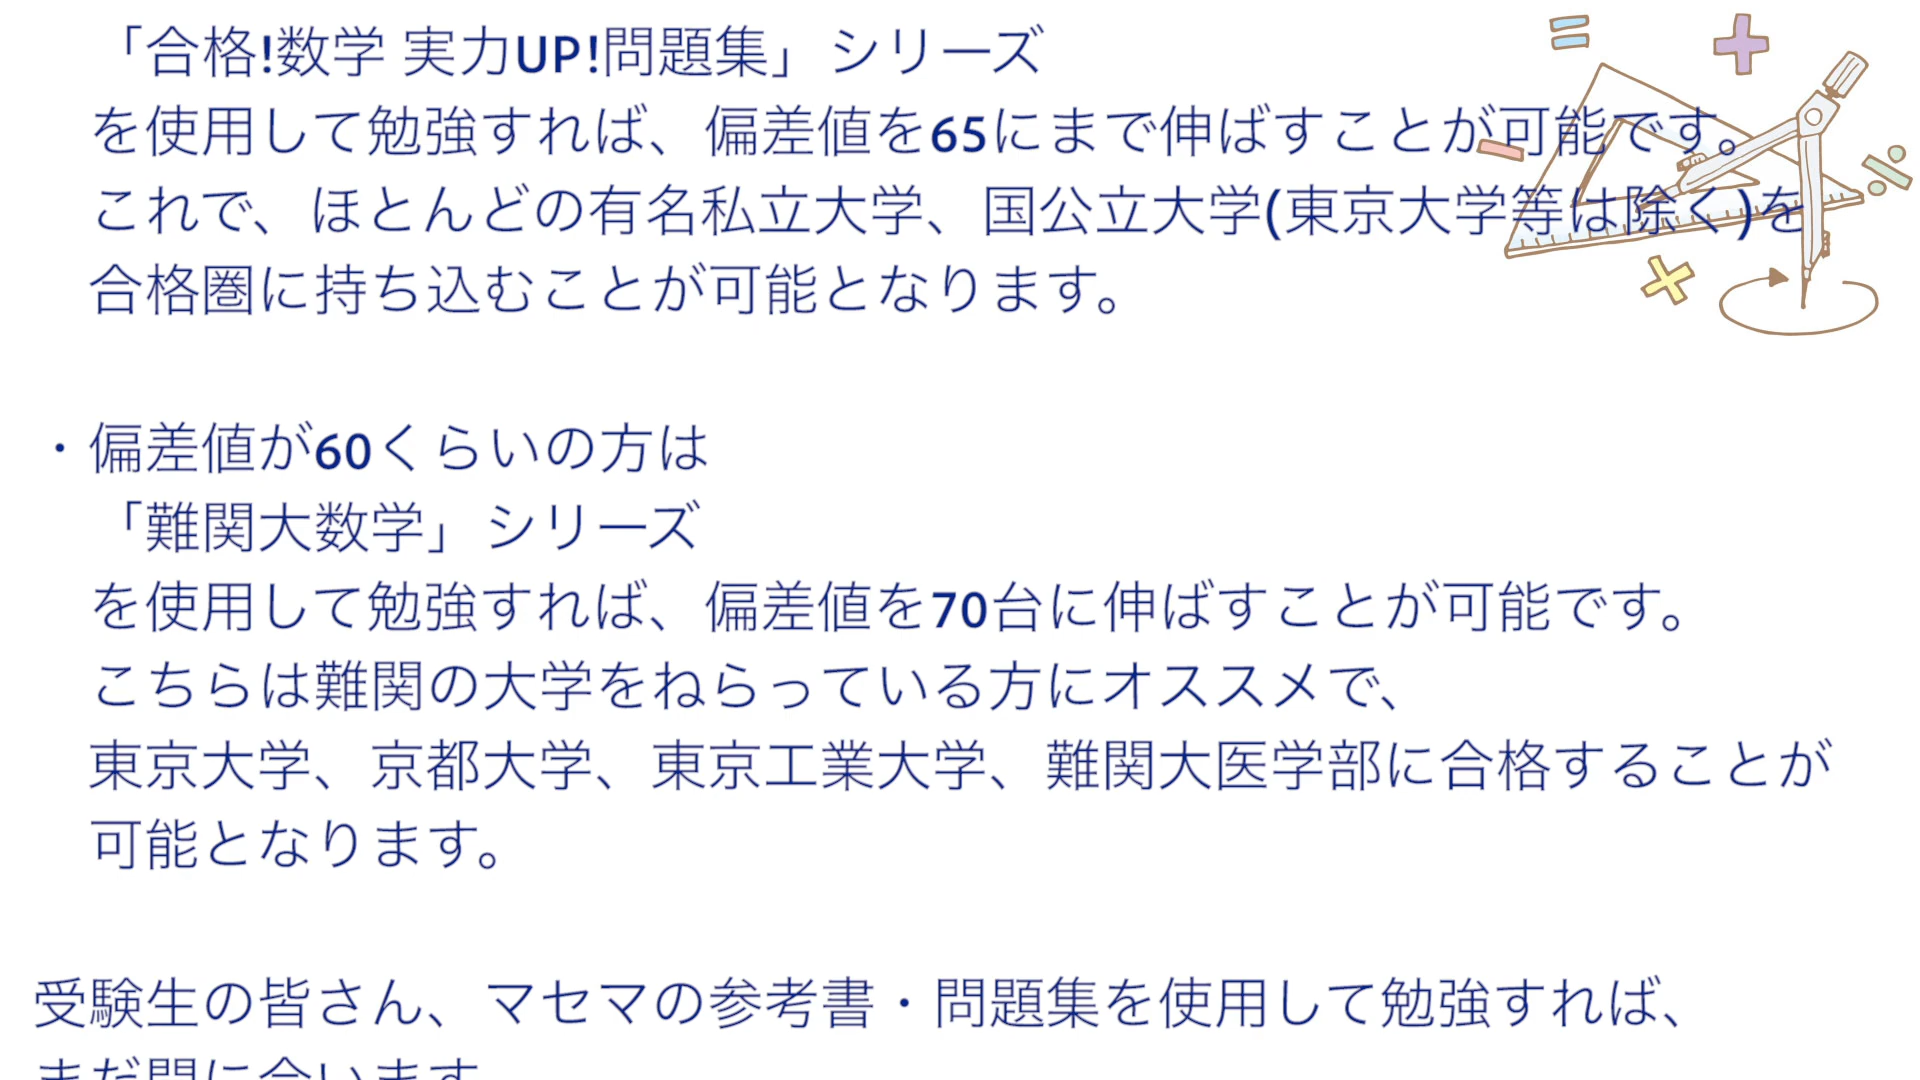 「合格!数学 実力UP!問題集」シリーズ
を使用して勉強すれば、偏差値を65にまで伸ばすことが可能です。
これで、ほとんどの有名私立大学、国公立大学(東京大学等は除く)を
合格圏に持ち込むことが可能となります。
・偏差値が60くらいの方は
「難関大数学」シリーズ
を使用して勉強すれば、偏差値を70台に伸ばすことが可能です。
こちらは難関の大学をねらっている方にオススメで、
東京大学、京都大学、東京工業大学、難関大医学部に合格することが
可能となります。
受験生の皆さん、マセマの参考書・問題集を使用して勉強すれば、
まだ間に合います